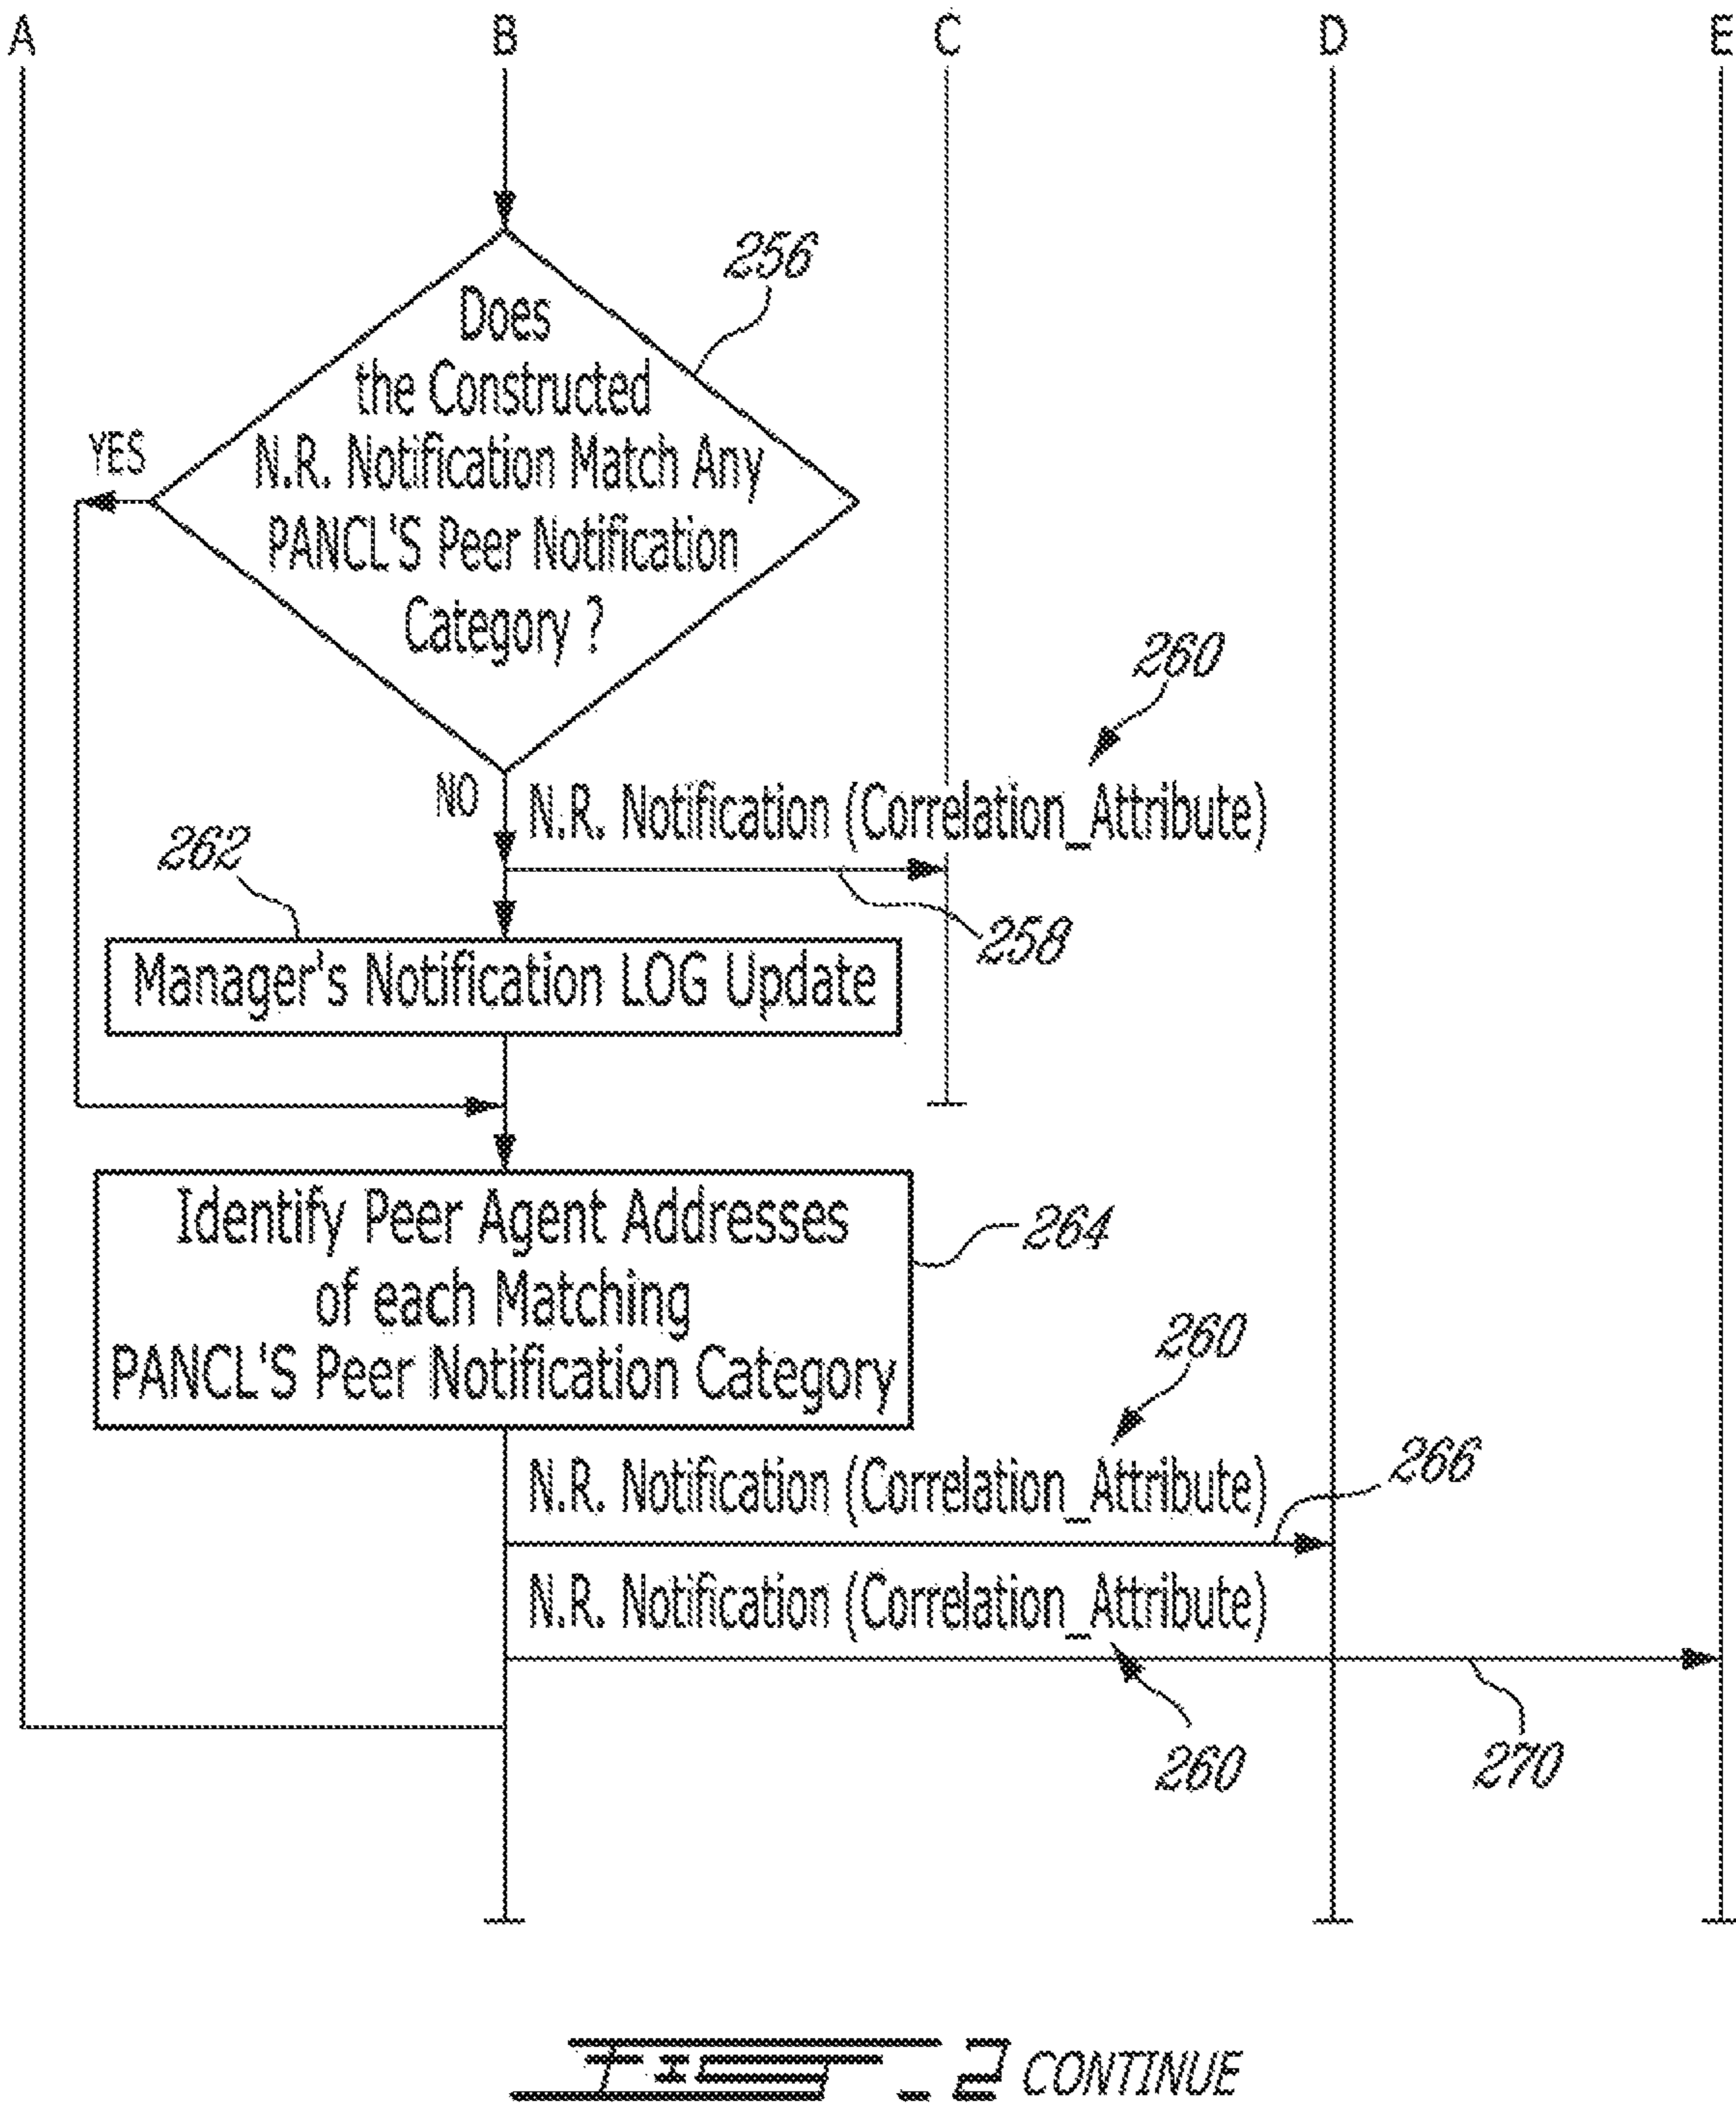 A B C D E
256
Does
the Constructed
N.R. Notification Match Any
PANCL'S Peer Notification
Category ?
YES
NO
260
N.R. Notification (Correlation_Attribute)
262
258
Manager's Notification LOG Update
Identify Peer Agent Addresses
of each Matching
PANCL'S Peer Notification Category
264
260
N.R. Notification (Correlation_Attribute)
266
N.R. Notification (Correlation_Attribute)
260
270
FIG_2 CONTINUE